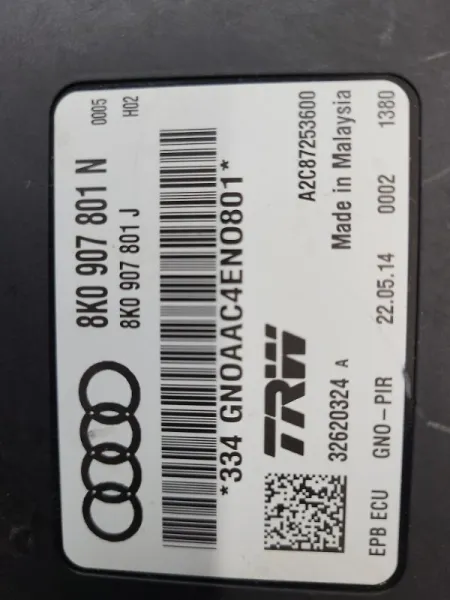 8K0 907 801 N 0005
8K0 907 801 J H02
*334 GNOAAC4ENO801*
TRW A2C87253600
32620324 A Made in Malaysia
EPB ECU GNO-PIR 22.05.14 0002 1380